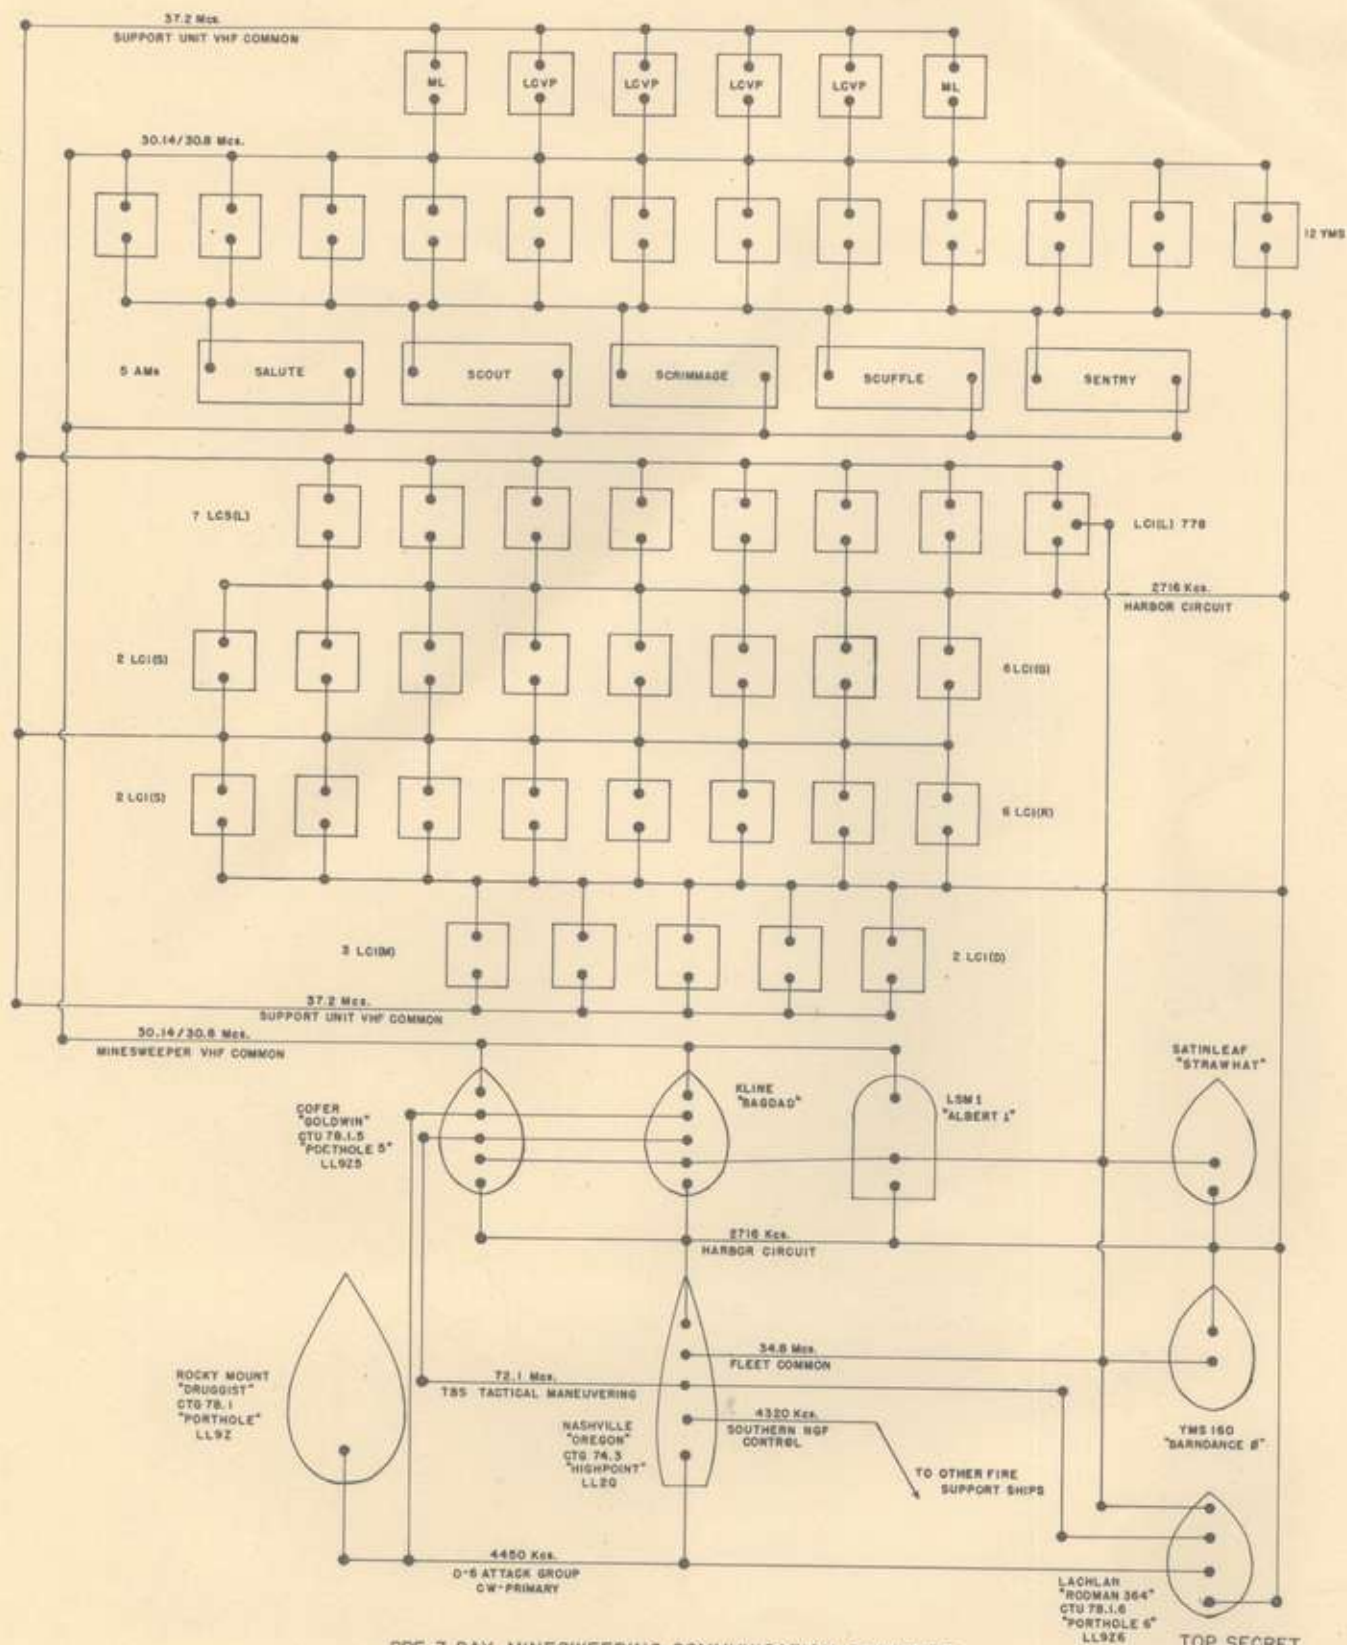 37.2 Mcs.
SUPPORT UNIT VHF COMMON
ML
LCVP
LCVP
LCVP
LCVP
ML
30.14/30.8 Mcs.
12 YMS
5 AMs
SALUTE
SCOUT
SCRIMMAGE
SCUFFLE
SENTRY
7 LCS(L)
LCI(L) 778
2716 Kcs.
HARBOR CIRCUIT
2 LCI(S)
6 LCI(G)
2 LCI(S)
6 LCI(R)
3 LCI(M)
2 LCI(D)
37.2 Mcs.
SUPPORT UNIT VHF COMMON
30.14/30.8 Mcs.
MINESWEEPER VHF COMMON
SATINLEAF
"STRAWHAT"
COFER
"GOLDWIN"
CTU 78.1.5
"POCTHOLE 5"
LL9Z5
KLINE
"BAGDAD"
LSM 1
"ALBERT 1"
2716 Kcs.
HARBOR CIRCUIT
ROCKY MOUNT
"DRUGGIST"
CTG 78.1
"PORTHOLE"
LL9Z
34.8 Mcs.
FLEET COMMON
72.1 Mcs.
TBS TACTICAL MANEUVERING
4320 Kcs.
SOUTHERN NGF
CONTROL
NASHVILLE
"OREGON"
CTG 74.3
"HIGHPOINT"
LL2Q
TO OTHER FIRE
SUPPORT SHIPS
YMS 160
"BARNDANCE Ø"
4450 Kcs.
O-6 ATTACK GROUP
CW-PRIMARY
LACHLAN
"RODMAN 364"
CTU 78.1.6
"PORTHOLE 6"
LL9Z6
TOP SECRET